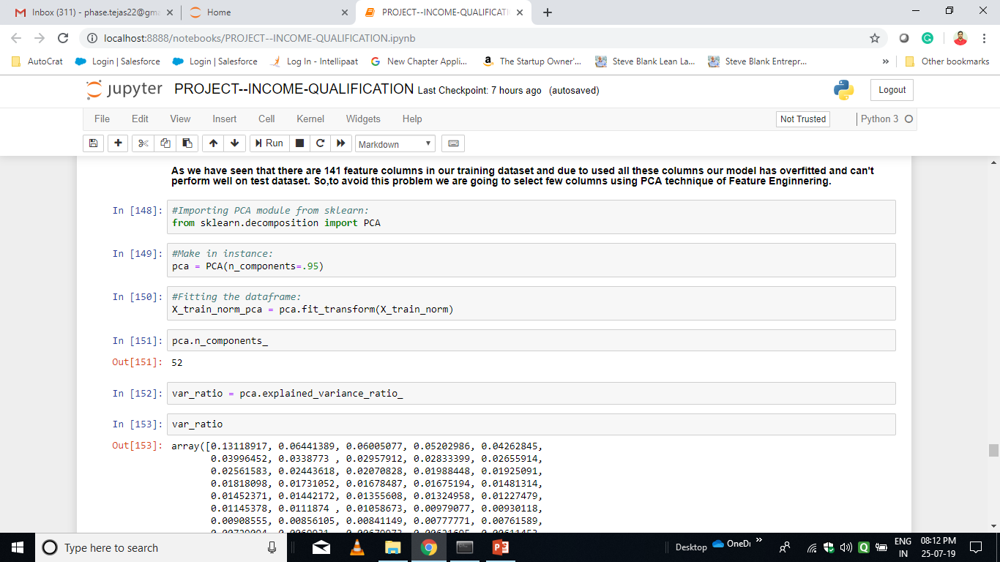 Inbox (311) - phase.tejas22@gma
Home
PROJECT--INCOME-QUALIFICATI
localhost:8888/notebooks/PROJECT--INCOME-QUALIFICATION.ipynb
AutoCrat
Login | Salesforce
Login | Salesforce
Log In - Intellipaat
New Chapter Appli...
The Startup Owner'...
Steve Blank Lean La...
Steve Blank Entrepr...
»
Other bookmarks
jupyter PROJECT--INCOME-QUALIFICATION Last Checkpoint: 7 hours ago (autosaved)
Logout
File Edit View Insert Cell Kernel Widgets Help
Not Trusted
Python 3
Run
Markdown
As we have seen that there are 141 feature columns in our training dataset and due to used all these columns our model has overfitted and can't
perform well on test dataset. So,to avoid this problem we are going to select few columns using PCA technique of Feature Enginnering.
In [148]: #Importing PCA module from sklearn:
from sklearn.decomposition import PCA
In [149]: #Make in instance:
pca = PCA(n_components=.95)
In [150]: #Fitting the dataframe:
X_train_norm_pca = pca.fit_transform(X_train_norm)
In [151]: pca.n_components_
Out[151]: 52
In [152]: var_ratio = pca.explained_variance_ratio_
In [153]: var_ratio
Out[153]: array([0.13118917, 0.06441389, 0.06005077, 0.05202986, 0.04262845,
0.03996452, 0.0338773 , 0.02957912, 0.02833399, 0.02655914,
0.02561583, 0.02443618, 0.02070828, 0.01988448, 0.01925091,
0.01818098, 0.01731052, 0.01678487, 0.01675194, 0.01481314,
0.01452371, 0.01442172, 0.01355608, 0.01324958, 0.01227479,
0.01145378, 0.0111874 , 0.01058673, 0.00979077, 0.00930118,
0.00908555, 0.00856105, 0.00841149, 0.00777771, 0.00761589,
Type here to search
Desktop
OneDr
»
ENG
IN
08:12 PM
25-07-19